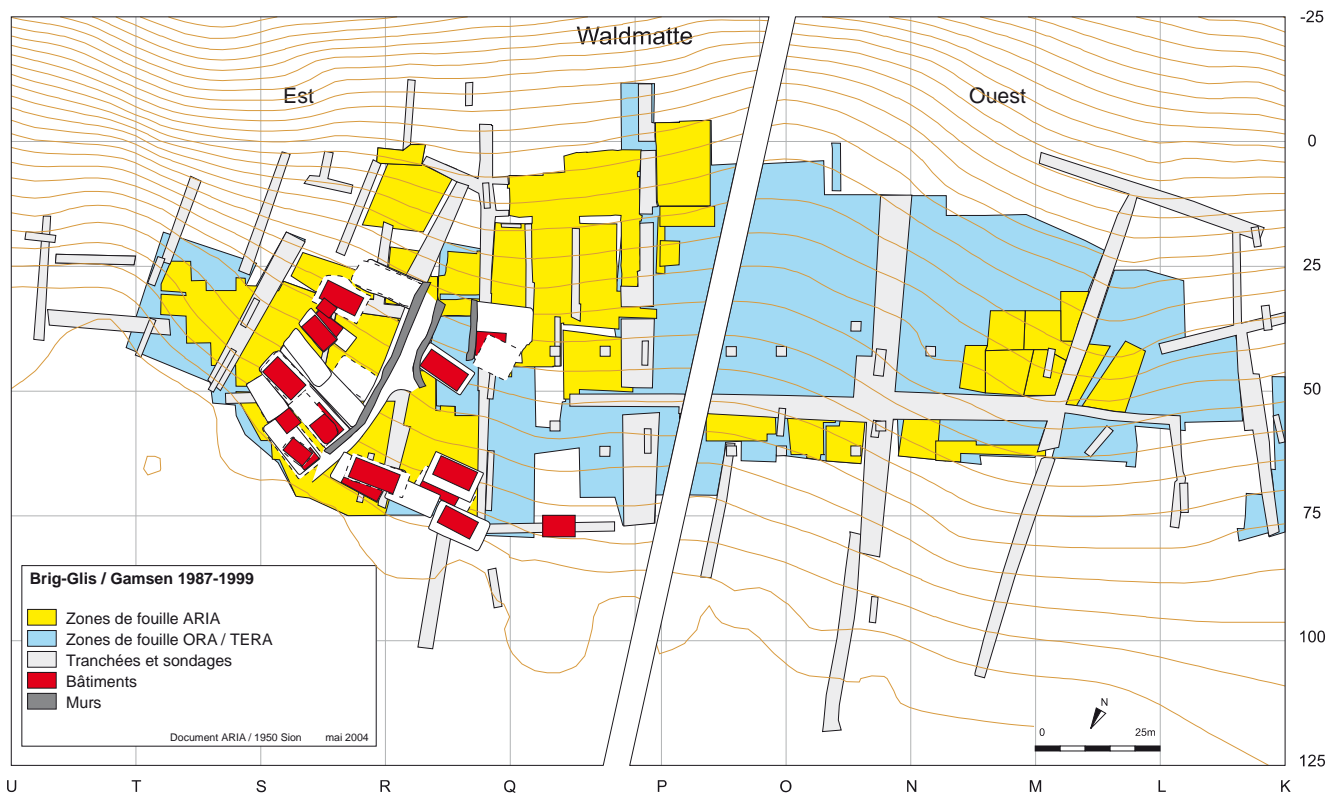 Waldmatte
Est
Ouest
-25
0
25
50
75
100
125
Brig-Glis / Gamsen 1987-1999
Zones de fouille ARIA
Zones de fouille ORA / TERA
Tranchées et sondages
Bâtiments
Murs
Document ARIA / 1950 Sion mai 2004
N
0 25m
U T S R Q P O N M L K